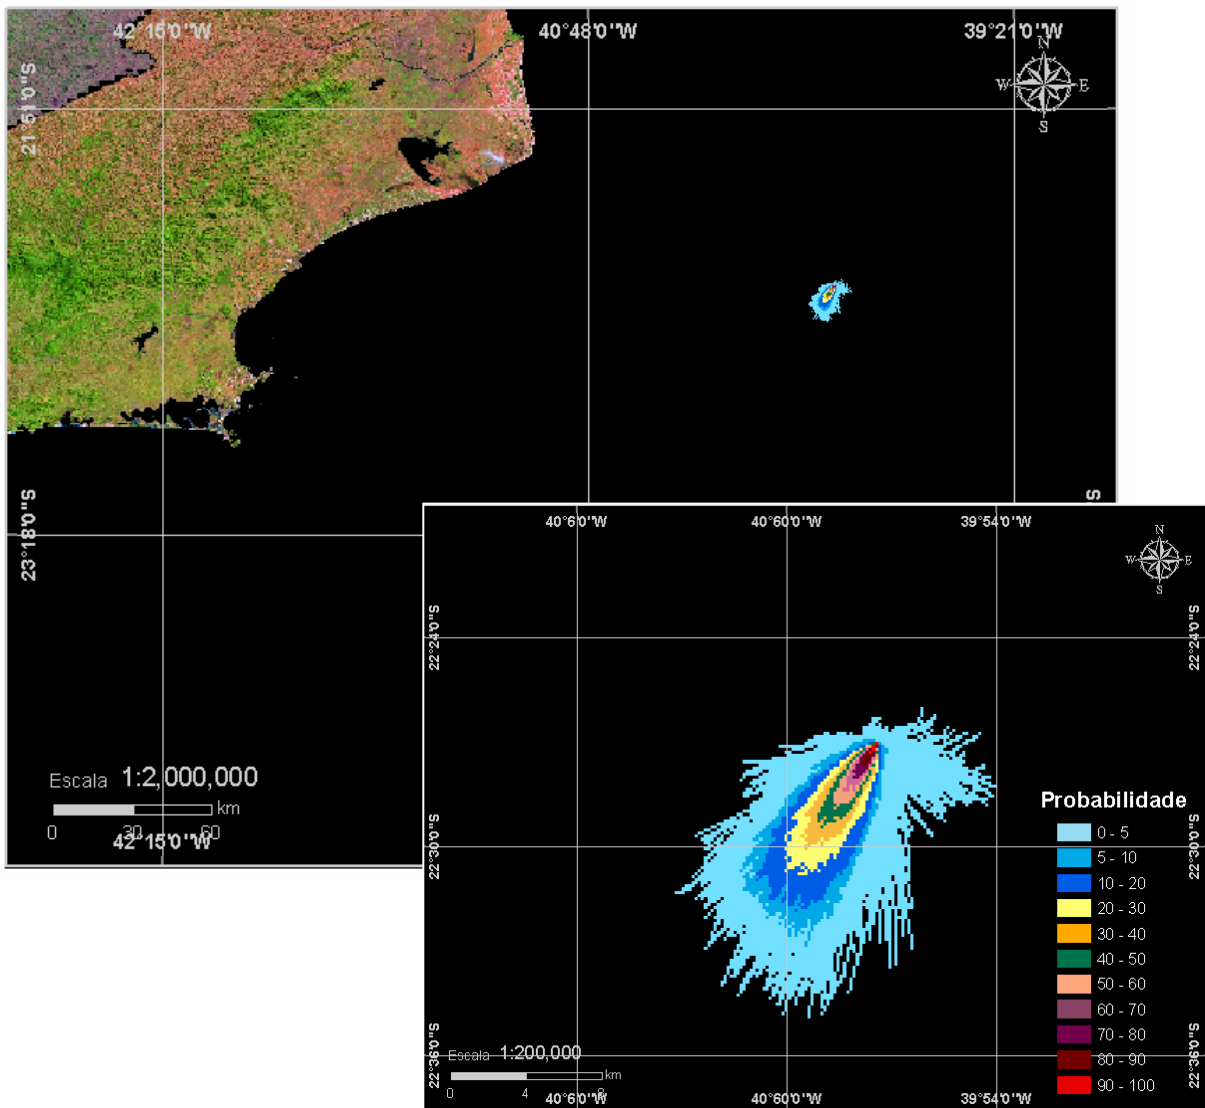 42°15'0"W 40°48'0"W 39°21'0"W
N
W E
S
21°51'0"S
23°18'0"S
S
Escala 1:2,000,000
km
0 30 60
42°15'0"W
40°6'0"W 40°60'0"W 39°54'0"W
N
W E
S
22°24'0"S 22°24'0"S
22°30'0"S 22°30'0"S
22°36'0"S 22°36'0"S
Probabilidade
0 - 5
5 - 10
10 - 20
20 - 30
30 - 40
40 - 50
50 - 60
60 - 70
70 - 80
80 - 90
90 - 100
Escala 1:200,000
km
0 4 8
40°6'0"W 40°60'0"W 39°54'0"W